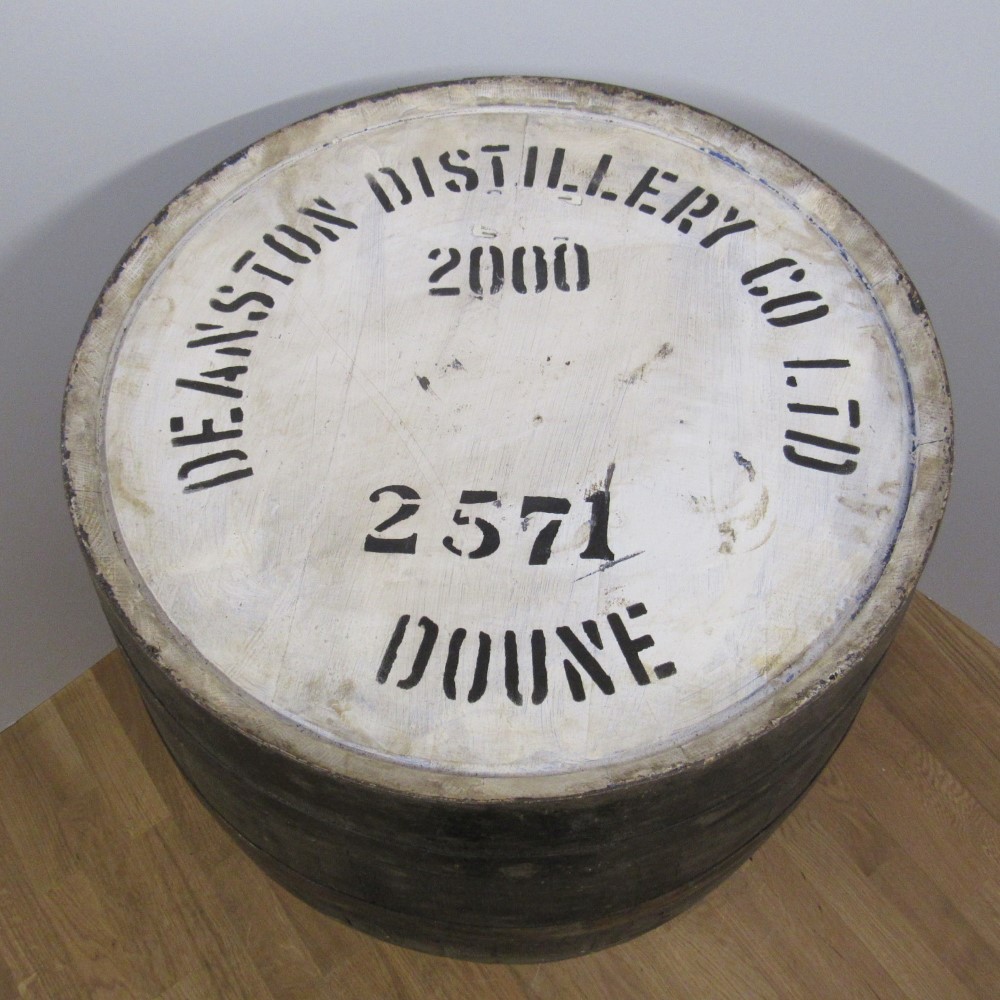 DEANSTON DISTILLERY CO LTD
2000
2571
DOUNE